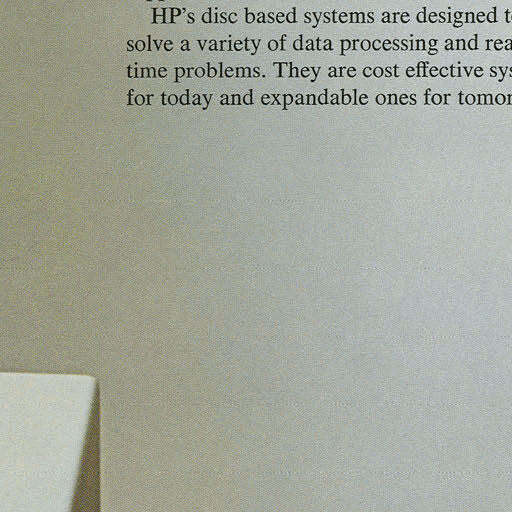 HP's disc based systems are designed
solve a variety of data processing and
time problems. They are cost effective
for today and expandable ones for